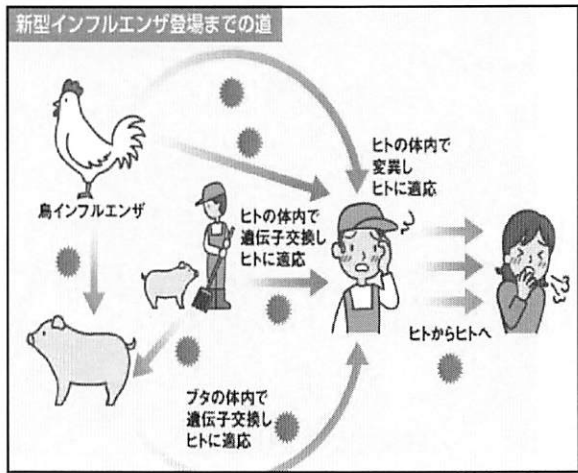 新型インフルエンザ登場までの道
鳥インフルエンザ
ヒトの体内で
変異し
ヒトに適応
ヒトの体内で
遺伝子交換し
ヒトに適応
ヒトからヒトへ
ブタの体内で
遺伝子交換し
ヒトに適応